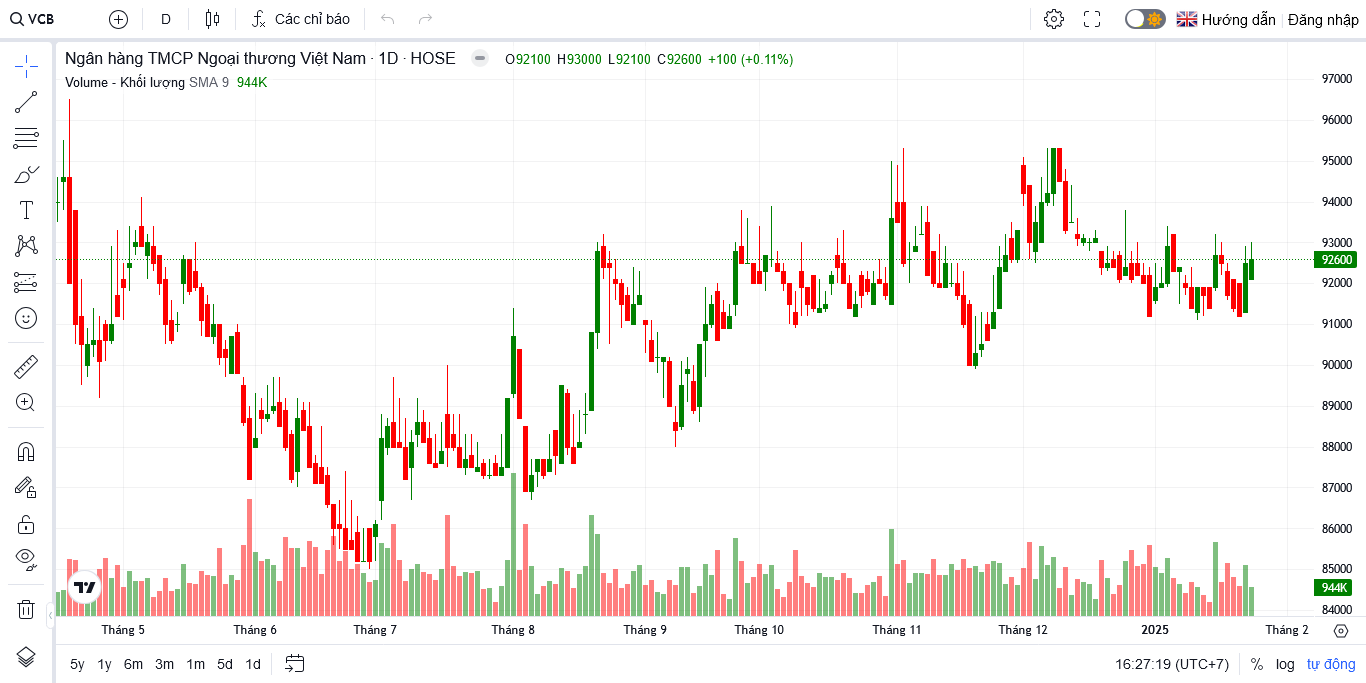 VCB D Các chỉ báo Hướng dẫn Đăng nhập
Ngân hàng TMCP Ngoại thương Việt Nam · 1D · HOSE O92100 H93000 L92100 C92600 +100 (+0.11%)
Volume - Khối lượng SMA 9 944K
97000
96000
95000
94000
93000
92600
92000
91000
90000
89000
88000
87000
86000
85000
944K
84000
Tháng 5 Tháng 6 Tháng 7 Tháng 8 Tháng 9 Tháng 10 Tháng 11 Tháng 12 2025 Tháng 2
5y 1y 6m 3m 1m 5d 1d 16:27:19 (UTC+7) % log tự động